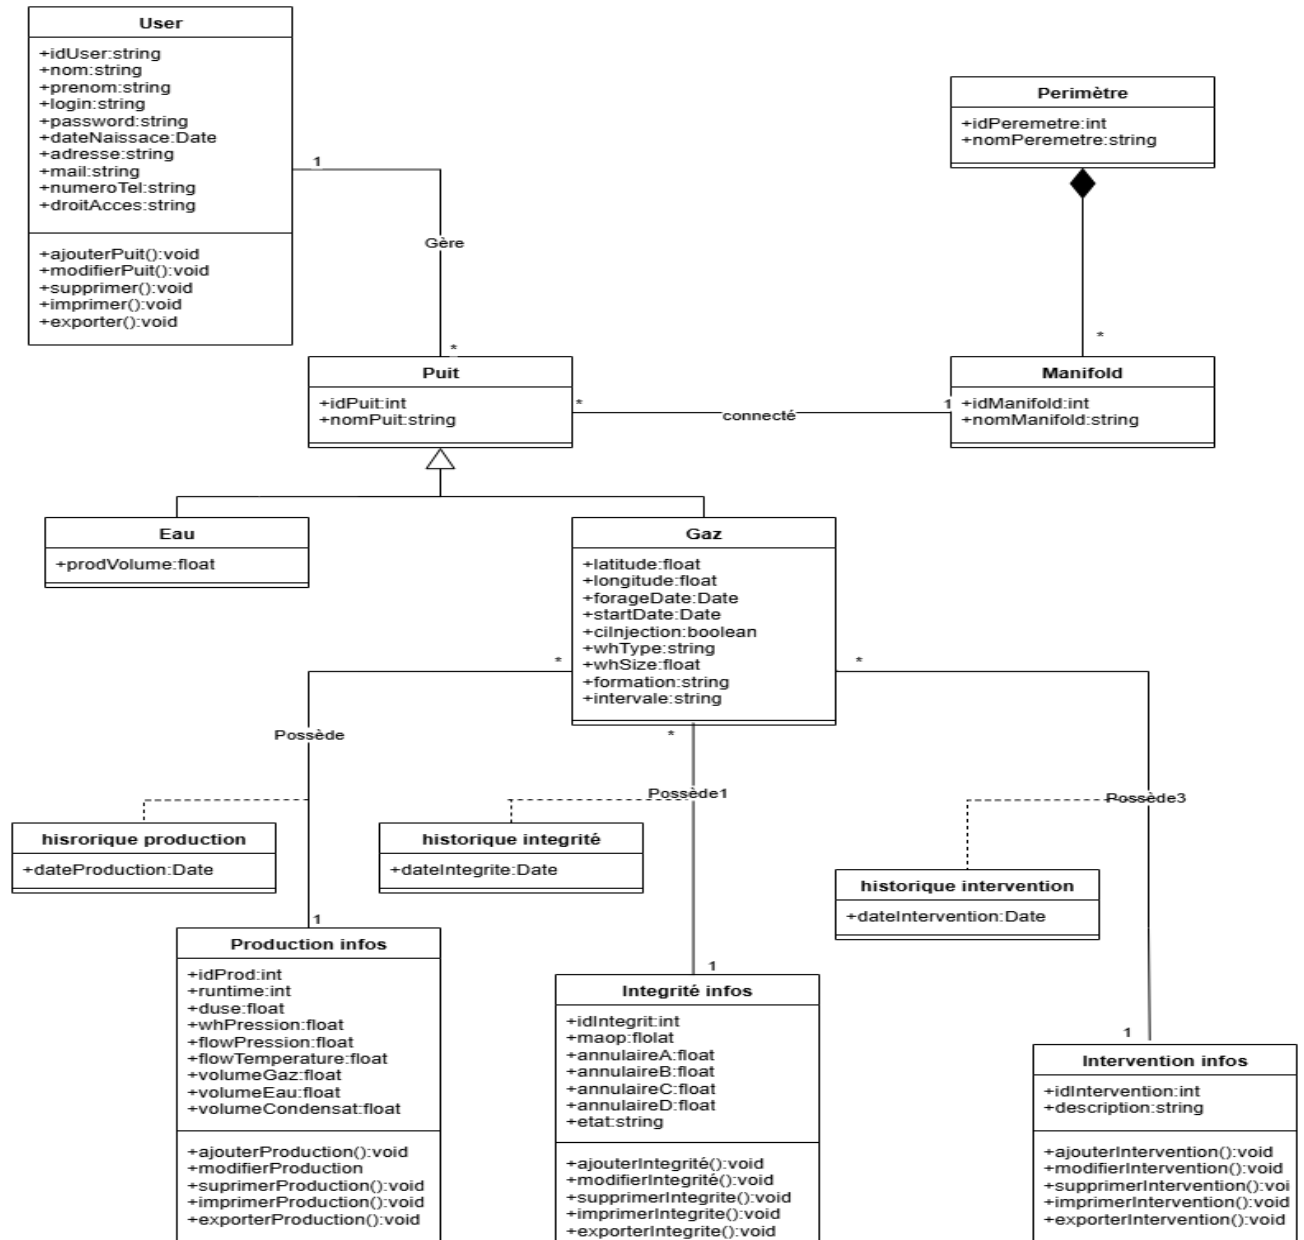 User
+idUser:string
+nom:string
+prenom:string
+login:string
+password:string
+dateNaissace:Date
+adresse:string
+mail:string
+numeroTel:string
+droitAcces:string
+ajouterPuit():void
+modifierPuit():void
+supprimer():void
+imprimer():void
+exporter():void
1
Gère
*
Perimètre
+idPeremetre:int
+nomPeremetre:string
*
Puit
+idPuit:int
+nomPuit:string
*
connecté
1
Manifold
+idManifold:int
+nomManifold:string
Eau
+prodVolume:float
Gaz
+latitude:float
+longitude:float
+forageDate:Date
+startDate:Date
+ciInjection:boolean
+whType:string
+whSize:float
+formation:string
+intervale:string
*
*
*
Possède
Possède1
Possède3
hisrorique production
+dateProduction:Date
historique integrité
+dateIntegrite:Date
historique intervention
+dateIntervention:Date
1
Production infos
+idProd:int
+runtime:int
+duse:float
+whPression:float
+flowPression:float
+flowTemperature:float
+volumeGaz:float
+volumeEau:float
+volumeCondensat:float
+ajouterProduction():void
+modifierProduction
+suprimerProduction():void
+imprimerProduction():void
+exporterProduction():void
1
Integrité infos
+idIntegrit:int
+maop:flolat
+annulaireA:float
+annulaireB:float
+annulaireC:float
+annulaireD:float
+etat:string
+ajouterIntegrité():void
+modifierIntegrité():void
+supprimerIntegrite():void
+imprimerIntegrite():void
+exporterIntegrite():void
1
Intervention infos
+idIntervention:int
+description:string
+ajouterIntervention():void
+modifierIntervention():void
+supprimerIntervention():voi
+imprimerIntervention():void
+exporterIntervention():void